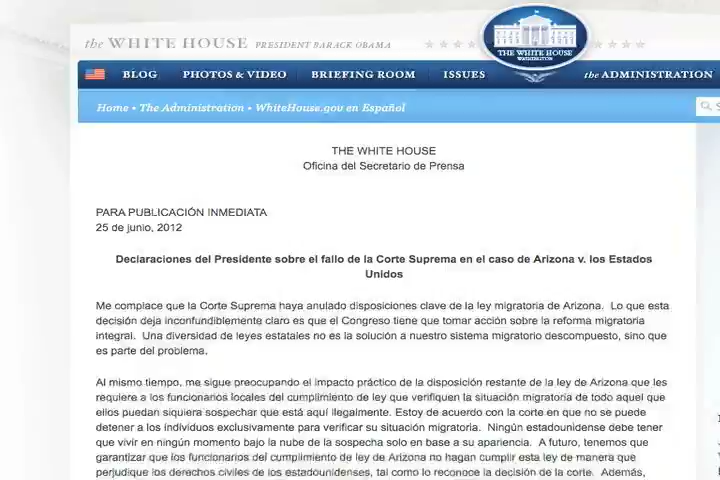 the WHITE HOUSE PRESIDENT BARACK OBAMA
THE WHITE HOUSE
WASHINGTON
BLOG PHOTOS & VIDEO BRIEFING ROOM ISSUES the ADMINISTRATION
Home • The Administration • WhiteHouse.gov en Español
THE WHITE HOUSE
Oficina del Secretario de Prensa
PARA PUBLICACIÓN INMEDIATA
25 de junio, 2012
Declaraciones del Presidente sobre el fallo de la Corte Suprema en el caso de Arizona v. los Estados
Unidos
Me complace que la Corte Suprema haya anulado disposiciones clave de la ley migratoria de Arizona. Lo que esta
decisión deja inconfundiblemente claro es que el Congreso tiene que tomar acción sobre la reforma migratoria
integral. Una diversidad de leyes estatales no es la solución a nuestro sistema migratorio descompuesto, sino que
es parte del problema.
Al mismo tiempo, me sigue preocupando el impacto práctico de la disposición restante de la ley de Arizona que les
requiere a los funcionarios locales del cumplimiento de ley que verifiquen la situación migratoria de todo aquel que
ellos puedan siquiera sospechar que está aquí ilegalmente. Estoy de acuerdo con la corte en que no se puede
detener a los individuos exclusivamente para verificar su situación migratoria. Ningún estadounidense debe tener
que vivir en ningún momento bajo la nube de la sospecha solo en base a su apariencia. A futuro, tenemos que
garantizar que los funcionarios del cumplimiento de ley de Arizona no hagan cumplir esta ley de manera que
perjudique los derechos civiles de los estadounidenses, tal como lo reconoce la decisión de la corte. Además,